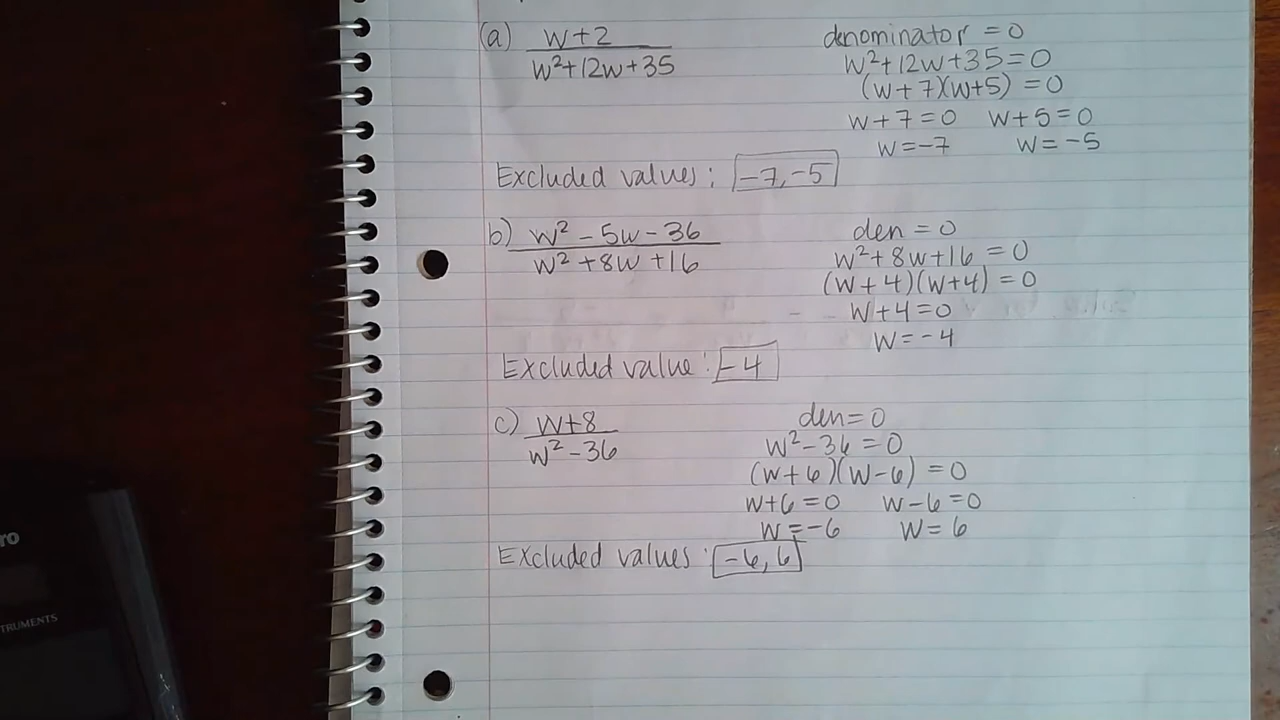 (a) w+2
w²+12w+35
denominator = 0
w²+12w+35=0
(w+7)(w+5) = 0
w+7=0 w+5=0
w=-7 w= -5
Excluded values: -7,-5
b) w² -5w-36
w² +8w +16
den = 0
w²+8w+16 = 0
(w+4)(w+4) = 0
w+4=0
w= -4
Excluded value: -4
c) w+8
w² -36
den=0
w²-36 =0
(w+6)(w-6) =0
w+6=0 w-6=0
w=-6 w= 6
Excluded values: -6,6
ro
TRUMENTS